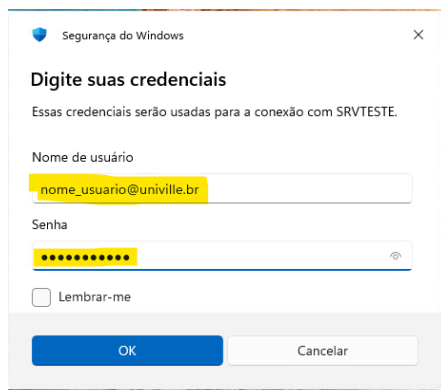 Segurança do Windows
Digite suas credenciais
Essas credenciais serão usadas para a conexão com SRVTESTE.
Nome de usuário
nome_usuario@univille.br
Senha
•••••••••••
Lembrar-me
OK
Cancelar